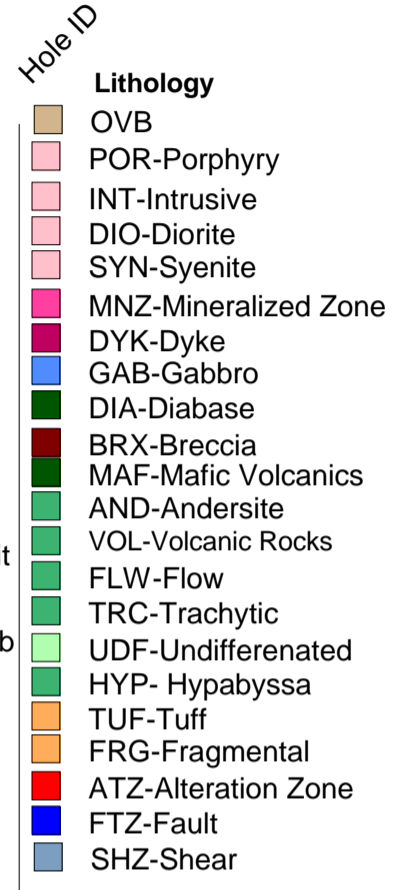 Hole ID
Lithology
OVB
POR-Porphyry
INT-Intrusive
DIO-Diorite
SYN-Syenite
MNZ-Mineralized Zone
DYK-Dyke
GAB-Gabbro
DIA-Diabase
BRX-Breccia
MAF-Mafic Volcanics
AND-Andersite
VOL-Volcanic Rocks
it
FLW-Flow
TRC-Trachytic
b
UDF-Undifferenated
HYP- Hypabyssa
TUF-Tuff
FRG-Fragmental
ATZ-Alteration Zone
FTZ-Fault
SHZ-Shear